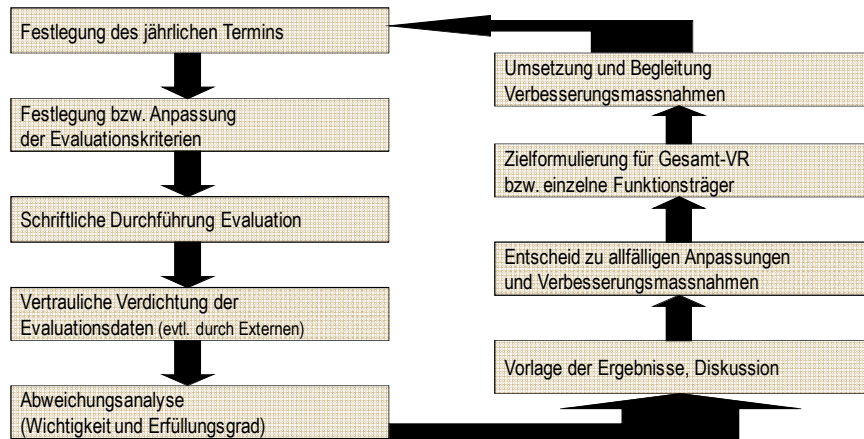 Festlegung des jährlichen Termins
Festlegung bzw. Anpassung
der Evaluationskriterien
Schriftliche Durchführung Evaluation
Vertrauliche Verdichtung der
Evaluationsdaten (evtl. durch Externen)
Abweichungsanalyse
(Wichtigkeit und Erfüllungsgrad)
Vorlage der Ergebnisse, Diskussion
Entscheid zu allfälligen Anpassungen
und Verbesserungsmassnahmen
Zielformulierung für Gesamt-VR
bzw. einzelne Funktionsträger
Umsetzung und Begleitung
Verbesserungsmassnahmen